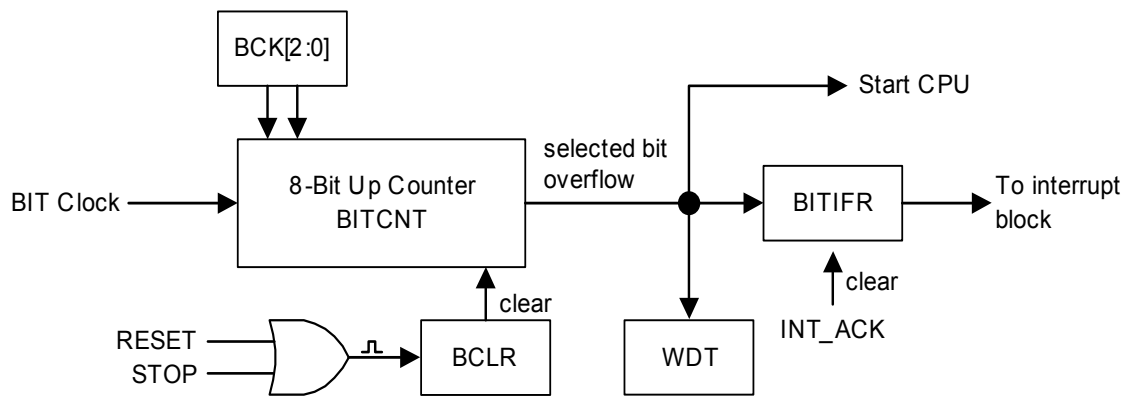 BCK[2:0]
Start CPU
selected bit
overflow
8-Bit Up Counter
BITCNT
BIT Clock
BITIFR
To interrupt
block
clear
clear
RESET
STOP
BCLR
WDT
INT_ACK